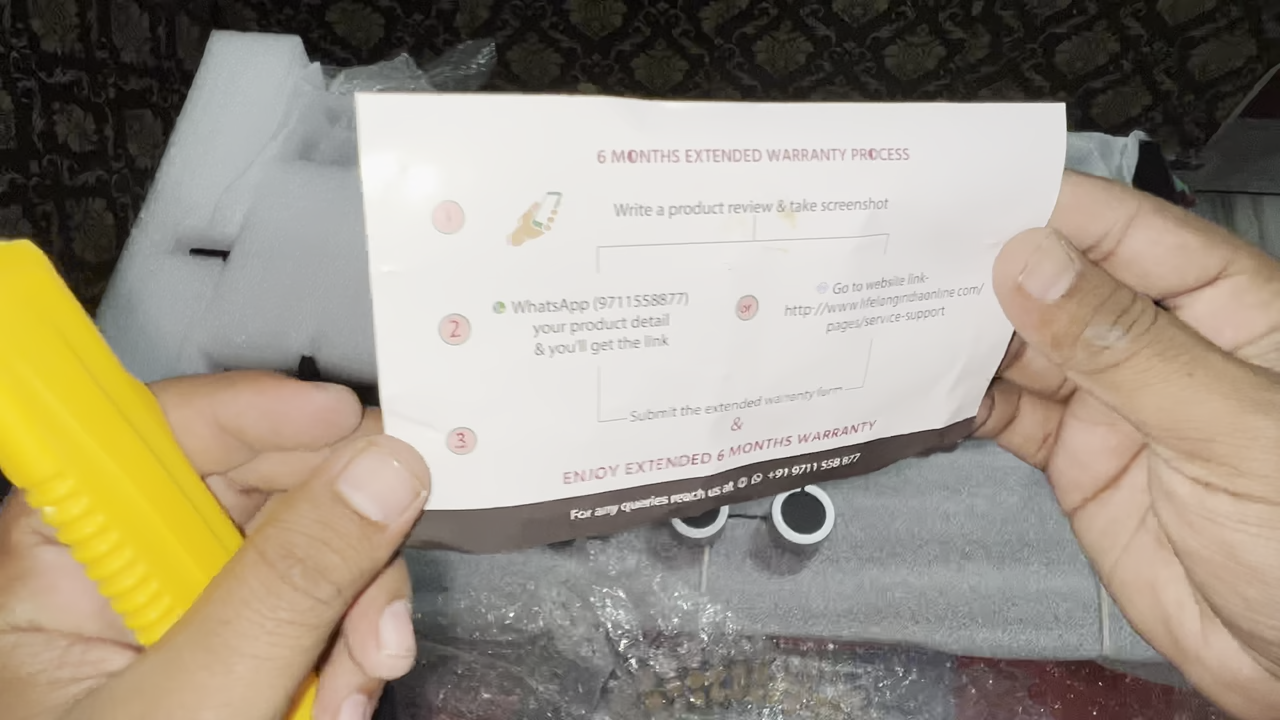 6 MONTHS EXTENDED WARRANTY PROCESS
1
Write a product review & take screenshot
2
WhatsApp (9711558877)
your product detail
& you'll get the link
or
Go to website link-
http://www.lifelongindiaonline.com/
pages/service-support
3
Submit the extended warranty form
&
ENJOY EXTENDED 6 MONTHS WARRANTY
For any queries reach us at +91 9711 558 877